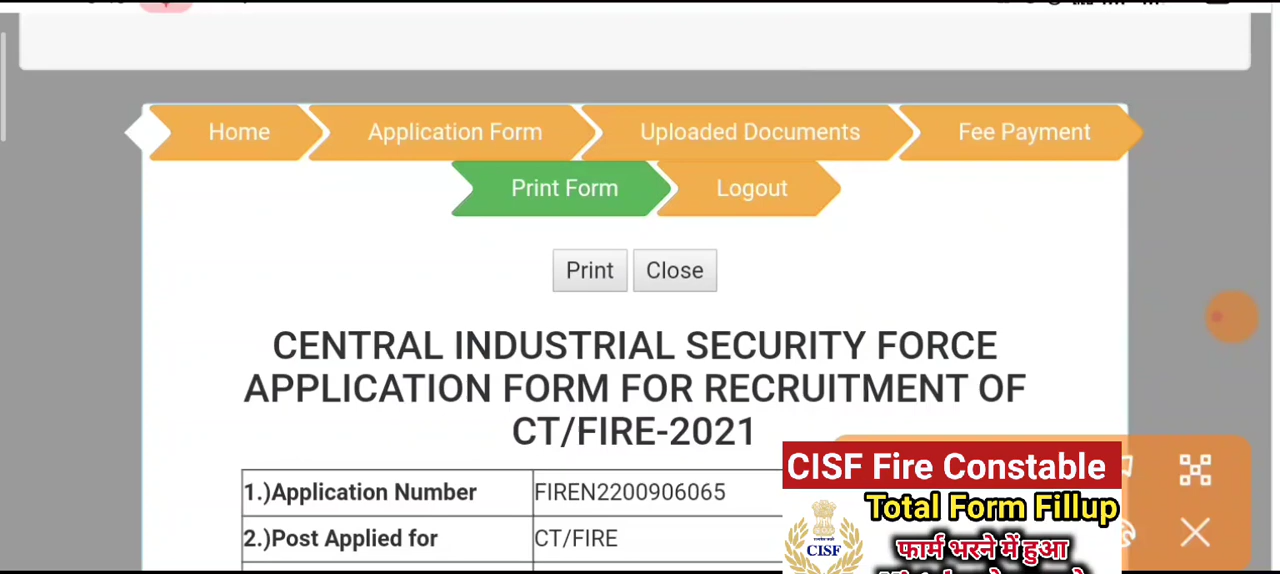 Home Application Form Uploaded Documents Fee Payment
Print Form Logout
Print Close
CENTRAL INDUSTRIAL SECURITY FORCE
APPLICATION FORM FOR RECRUITMENT OF
CT/FIRE-2021
1.)Application Number FIREN2200906065
2.)Post Applied for CT/FIRE
CISF Fire Constable
Total Form Fillup
फार्म भरने में हुआ
CISF